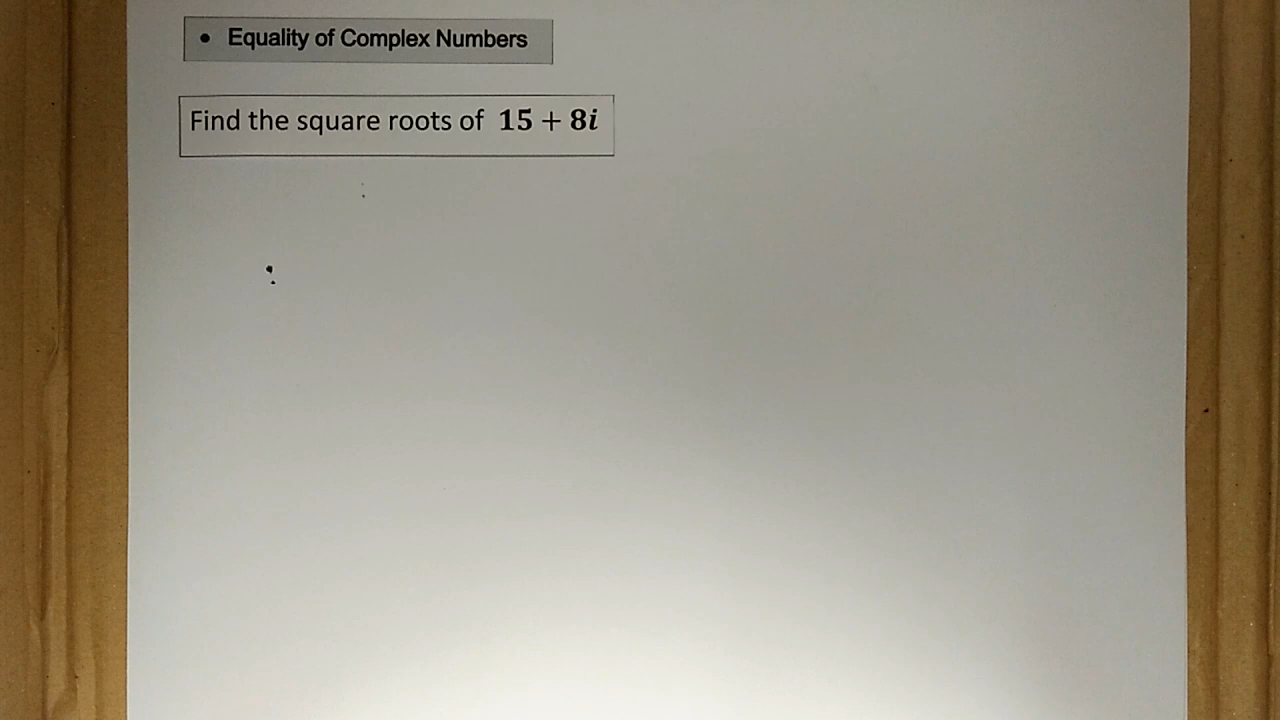 • Equality of Complex Numbers
Find the square roots of 15 + 8i